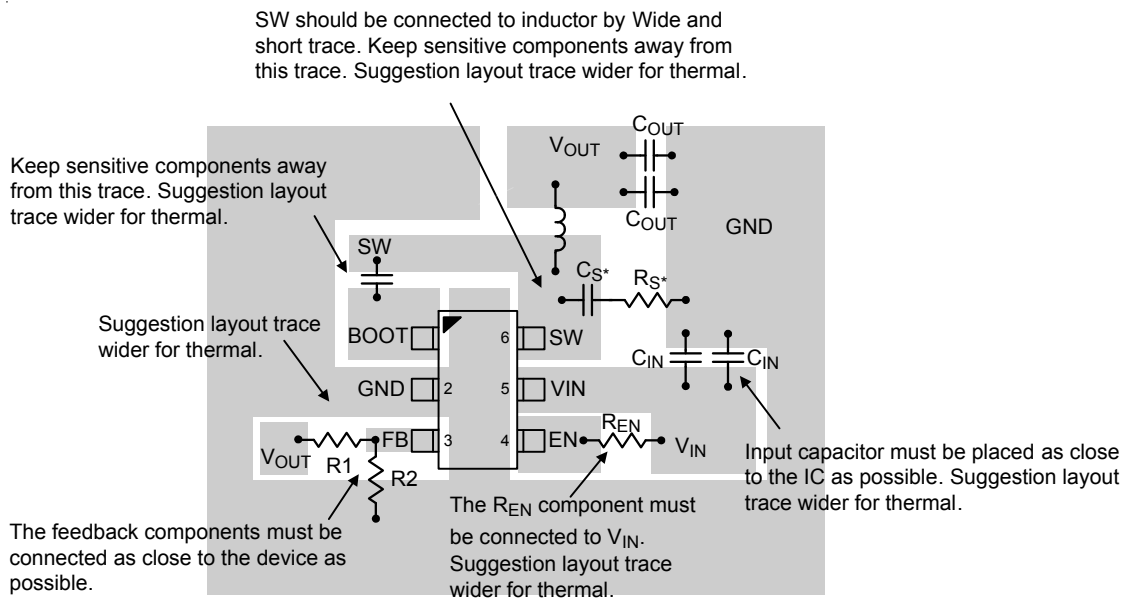 SW should be connected to inductor by Wide and
short trace. Keep sensitive components away from
this trace. Suggestion layout trace wider for thermal.
Keep sensitive components away
from this trace. Suggestion layout
trace wider for thermal.
COUT
VOUT
COUT
GND
SW
CS*
RS*
Suggestion layout trace
wider for thermal.
BOOT
6
SW
CIN
CIN
GND
2
5
VIN
FB
3
4
EN
REN
VIN
VOUT
R1
R2
Input capacitor must be placed as close
to the IC as possible. Suggestion layout
trace wider for thermal.
The feedback components must be
connected as close to the device as
possible.
The REN component must
be connected to VIN.
Suggestion layout trace
wider for thermal.